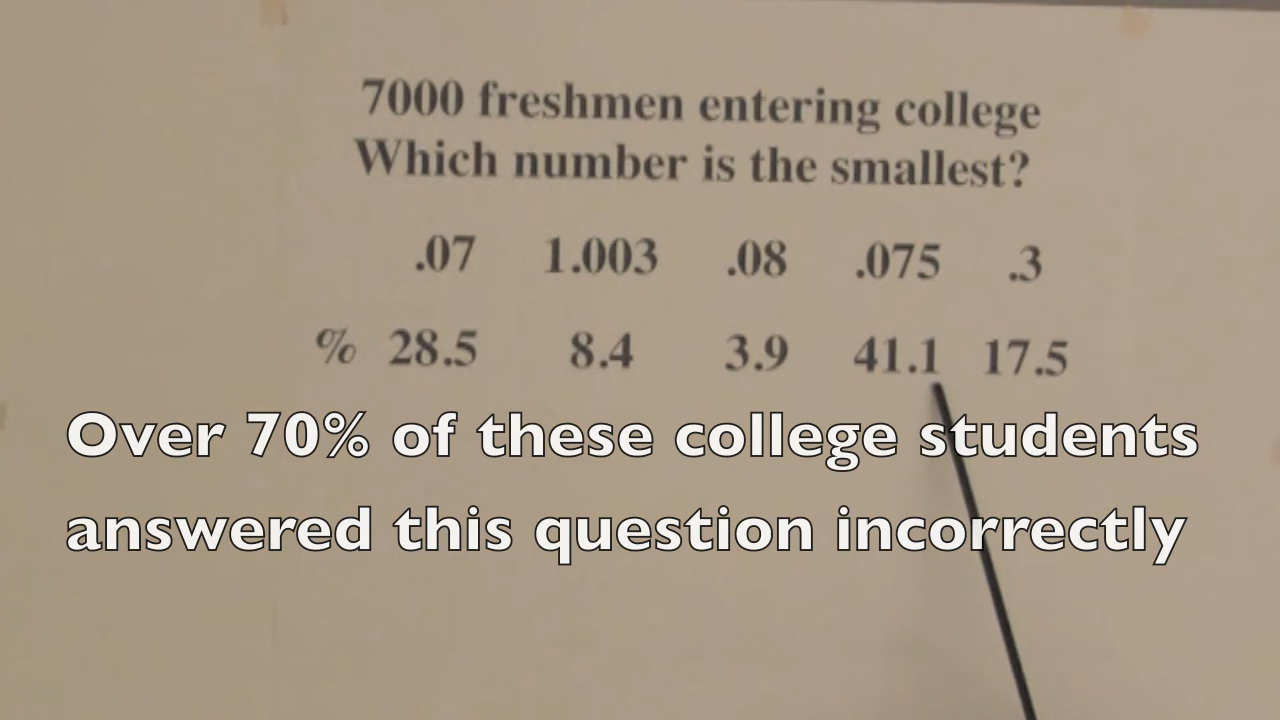 7000 freshmen entering college
Which number is the smallest?
.07 1.003 .08 .075 .3
% 28.5 8.4 3.9 41.1 17.5
Over 70% of these college students
answered this question incorrectly